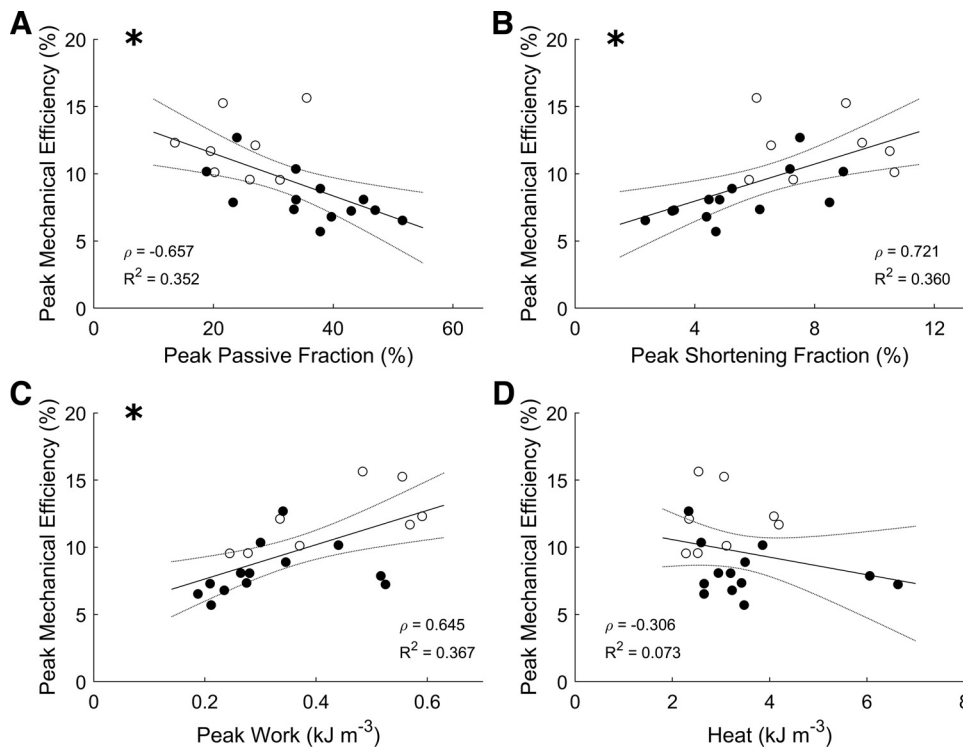 A
*
Peak Mechanical Efficiency (%)
20
15
10
5
0
ρ = -0.657
R² = 0.352
0 20 40 60
Peak Passive Fraction (%)
B
*
Peak Mechanical Efficiency (%)
20
15
10
5
0
ρ = 0.721
R² = 0.360
0 4 8 12
Peak Shortening Fraction (%)
C
*
Peak Mechanical Efficiency (%)
20
15
10
5
0
ρ = 0.645
R² = 0.367
0 0.2 0.4 0.6
Peak Work (kJ m⁻³)
D
Peak Mechanical Efficiency (%)
20
15
10
5
0
ρ = -0.306
R² = 0.073
0 2 4 6 8
Heat (kJ m⁻³)